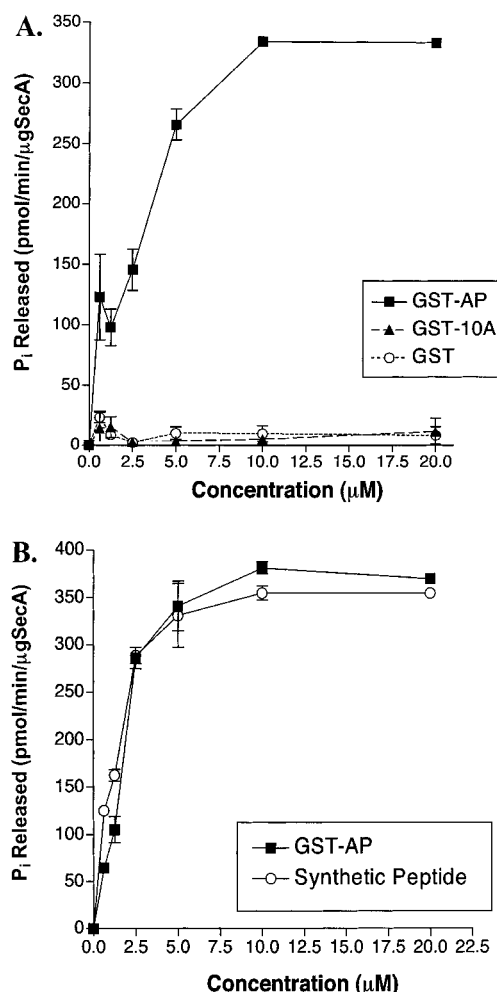 A.
P i Released (pmol/min/µgSecA)
350
300
250
200
150
100
50
0
GST-AP
GST-10A
GST
0.0 2.5 5.0 7.5 10.0 12.5 15.0 17.5 20.0
Concentration (µM)
B.
P i Released (pmol/min/µgSecA)
400
350
300
250
200
150
100
50
0
GST-AP
Synthetic Peptide
0.0 2.5 5.0 7.5 10.0 12.5 15.0 17.5 20.0 22.5
Concentration (µM)